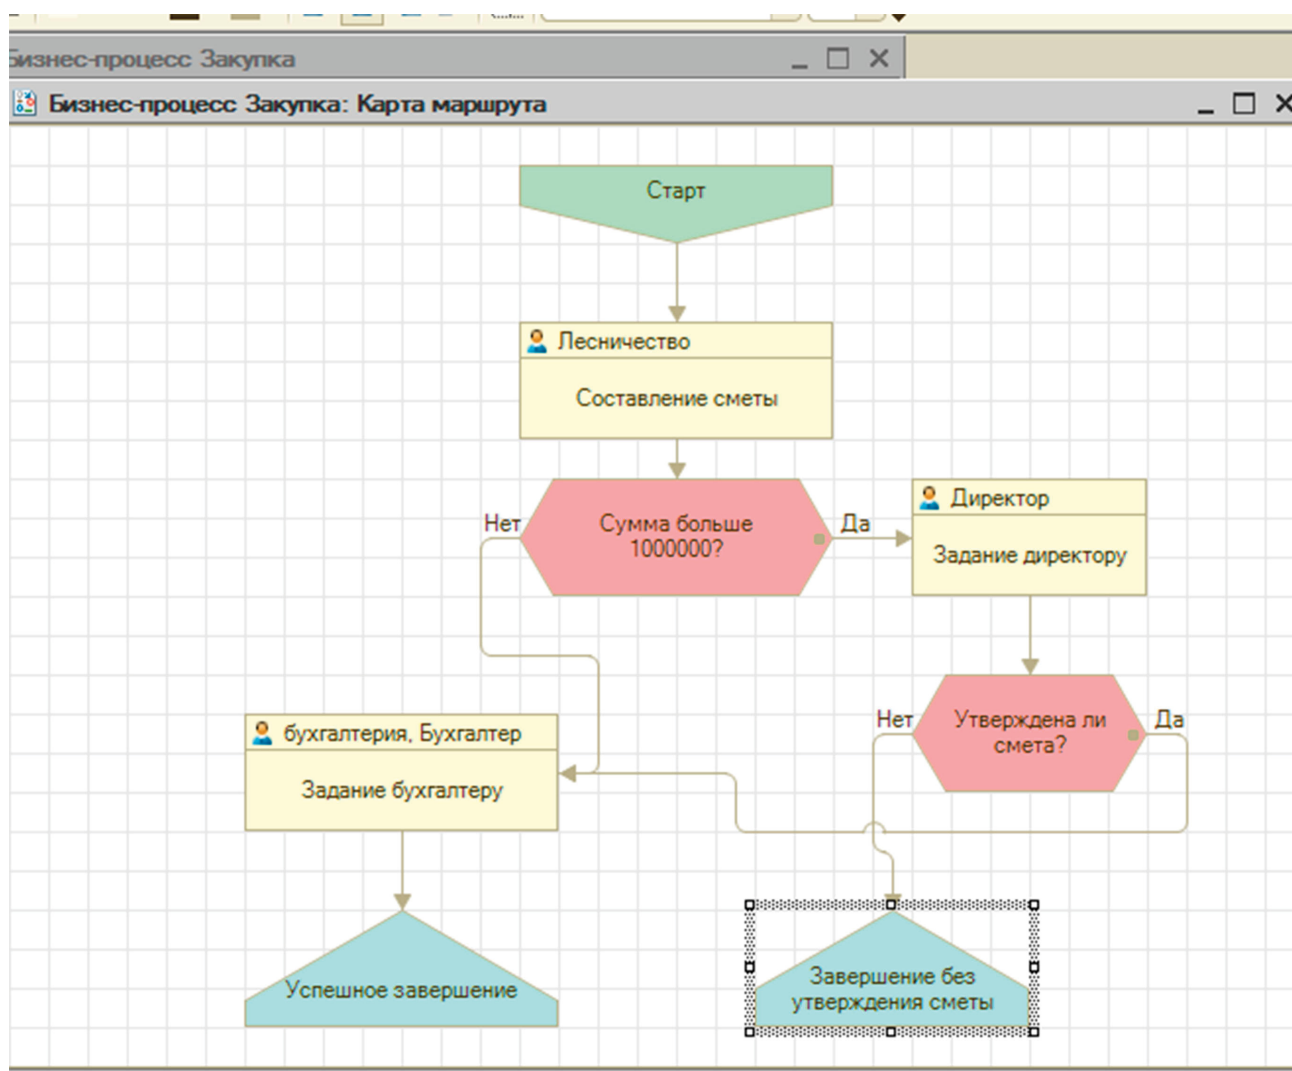 Бизнес-процесс Закупка
Бизнес-процесс Закупка: Карта маршрута
Старт
Лесничество
Составление сметы
Нет
Сумма больше
1000000?
Да
Директор
Задание директору
Нет
Утверждена ли
смета?
Да
бухгалтерия, Бухгалтер
Задание бухгалтеру
Успешное завершение
Завершение без
утверждения сметы